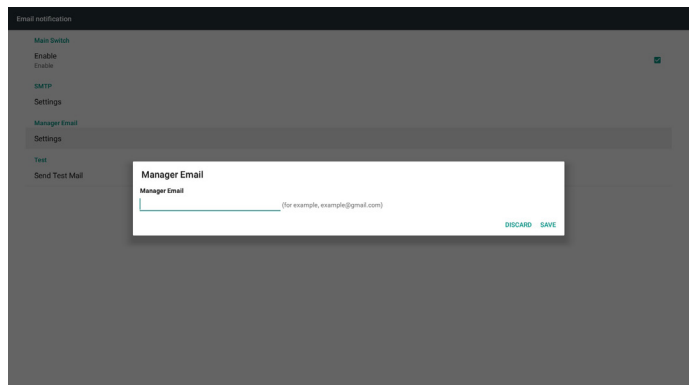 Email notification
Main Switch
Enable
Enable
SMTP
Settings
Manager Email
Settings
Test
Send Test Mail
Manager Email
Manager Email
(for example, example@gmail.com)
DISCARD SAVE